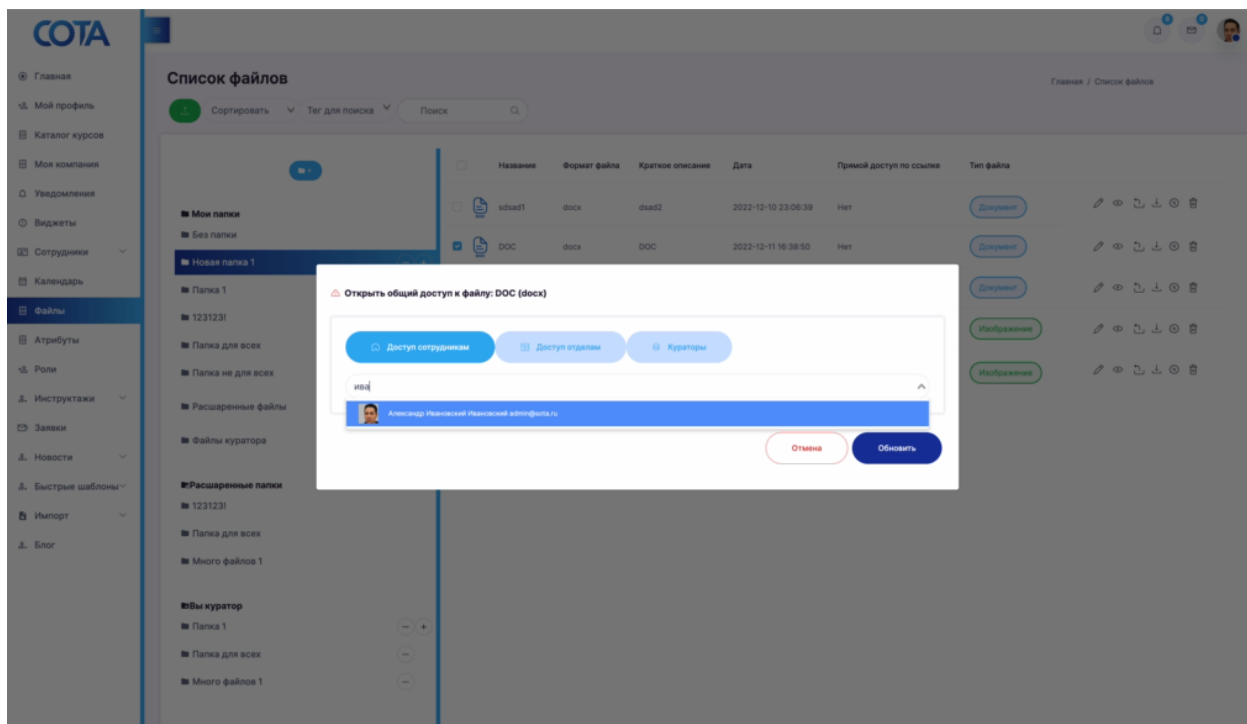 СОТА
0
0
Главная
Мой профиль
Каталог курсов
Моя компания
Уведомления
Виджеты
Сотрудники
Календарь
Файлы
Атрибуты
Роли
Инструктажи
Заявки
Новости
Быстрые шаблоны
Импорт
Блог
Список файлов
Главная / Список файлов
Сортировать
Тег для поиска
Поиск
Мои папки
Без папки
Новая папка 1
Папка 1
123123!
Папка для всех
Папка не для всех
Расшаренные файлы
Файлы куратора
Расшаренные папки
123123!
Папка для всех
Много файлов 1
Вы куратор
Папка 1
Папка для всех
Много файлов 1
Название Формат файла Краткое описание Дата Прямой доступ по ссылке Тип файла
sdsad1 docx dsad2 2022-12-10 23:06:39 Нет Документ
DOC docx DOC 2022-12-11 16:38:50 Нет Документ
Документ
Изображение
Изображение
Открыть общий доступ к файлу: DOC (docx)
Доступ сотрудникам
Доступ отделам
Кураторы
ива
Александр Ивановский Ивановский admin@sota.ru
Отмена
Обновить